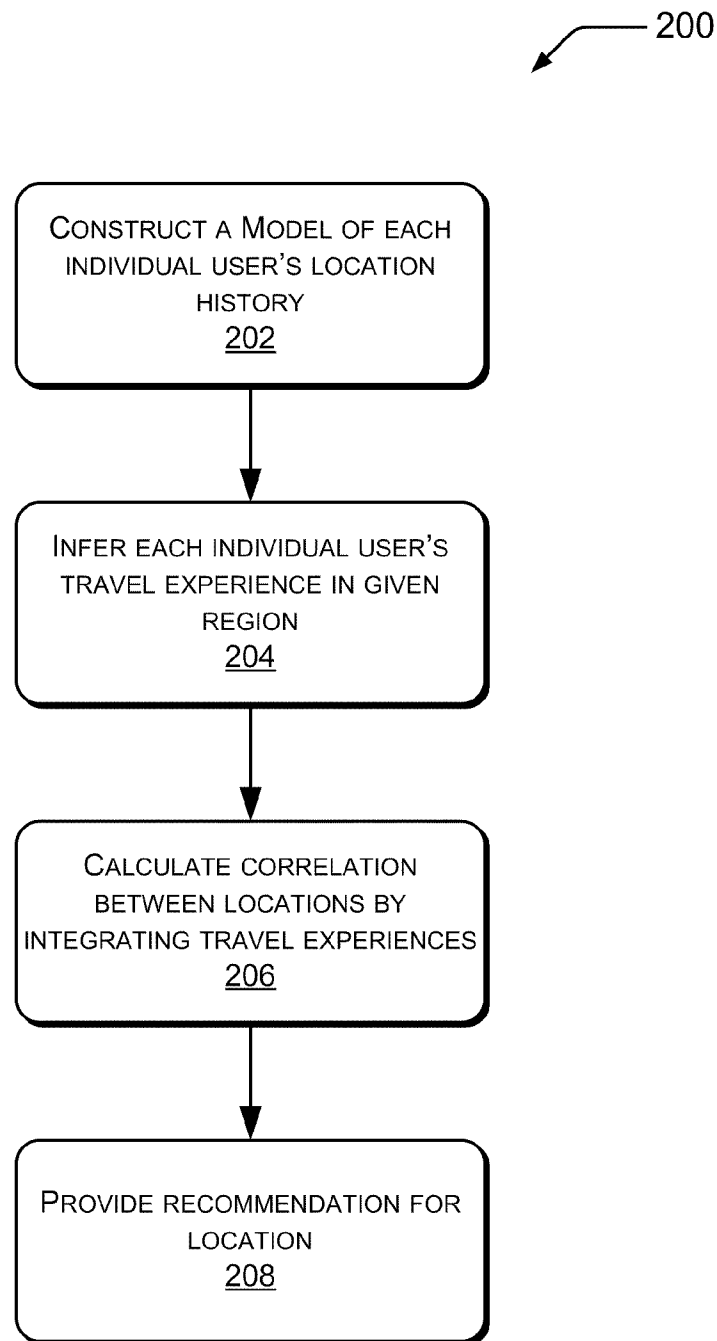 200
CONSTRUCT A MODEL OF EACH
INDIVIDUAL USER'S LOCATION
HISTORY
202
INFER EACH INDIVIDUAL USER'S
TRAVEL EXPERIENCE IN GIVEN
REGION
204
CALCULATE CORRELATION
BETWEEN LOCATIONS BY
INTEGRATING TRAVEL EXPERIENCES
206
PROVIDE RECOMMENDATION FOR
LOCATION
208